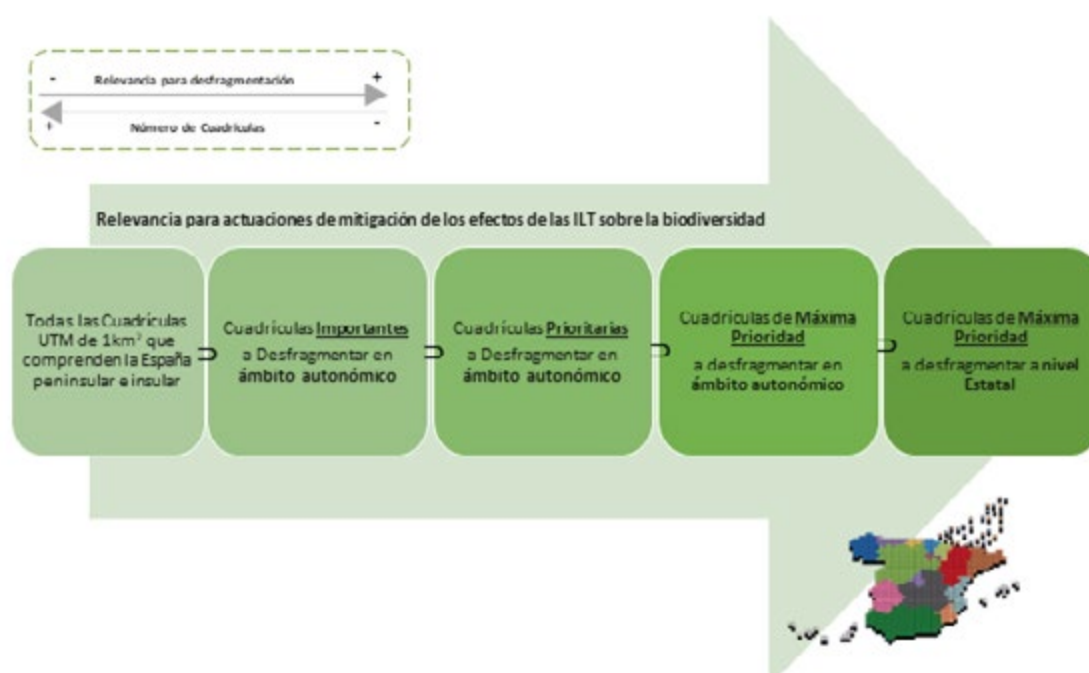 - Relevancia para desfragmentación +
+ Número de Cuadrículas -
Relevancia para actuaciones de mitigación de los efectos de las ILT sobre la biodiversidad
Todas las Cuadrículas
UTM de 1km² que
comprenden la España
peninsular e insular
Cuadrículas Importantes
a Desfragmentar en
ámbito autonómico
Cuadrículas Prioritarias
a Desfragmentar en
ámbito autonómico
Cuadrículas de Máxima
Prioridad
a desfragmentar en
ámbito autonómico
Cuadrículas de Máxima
Prioridad
a desfragmentar a nivel
Estatal